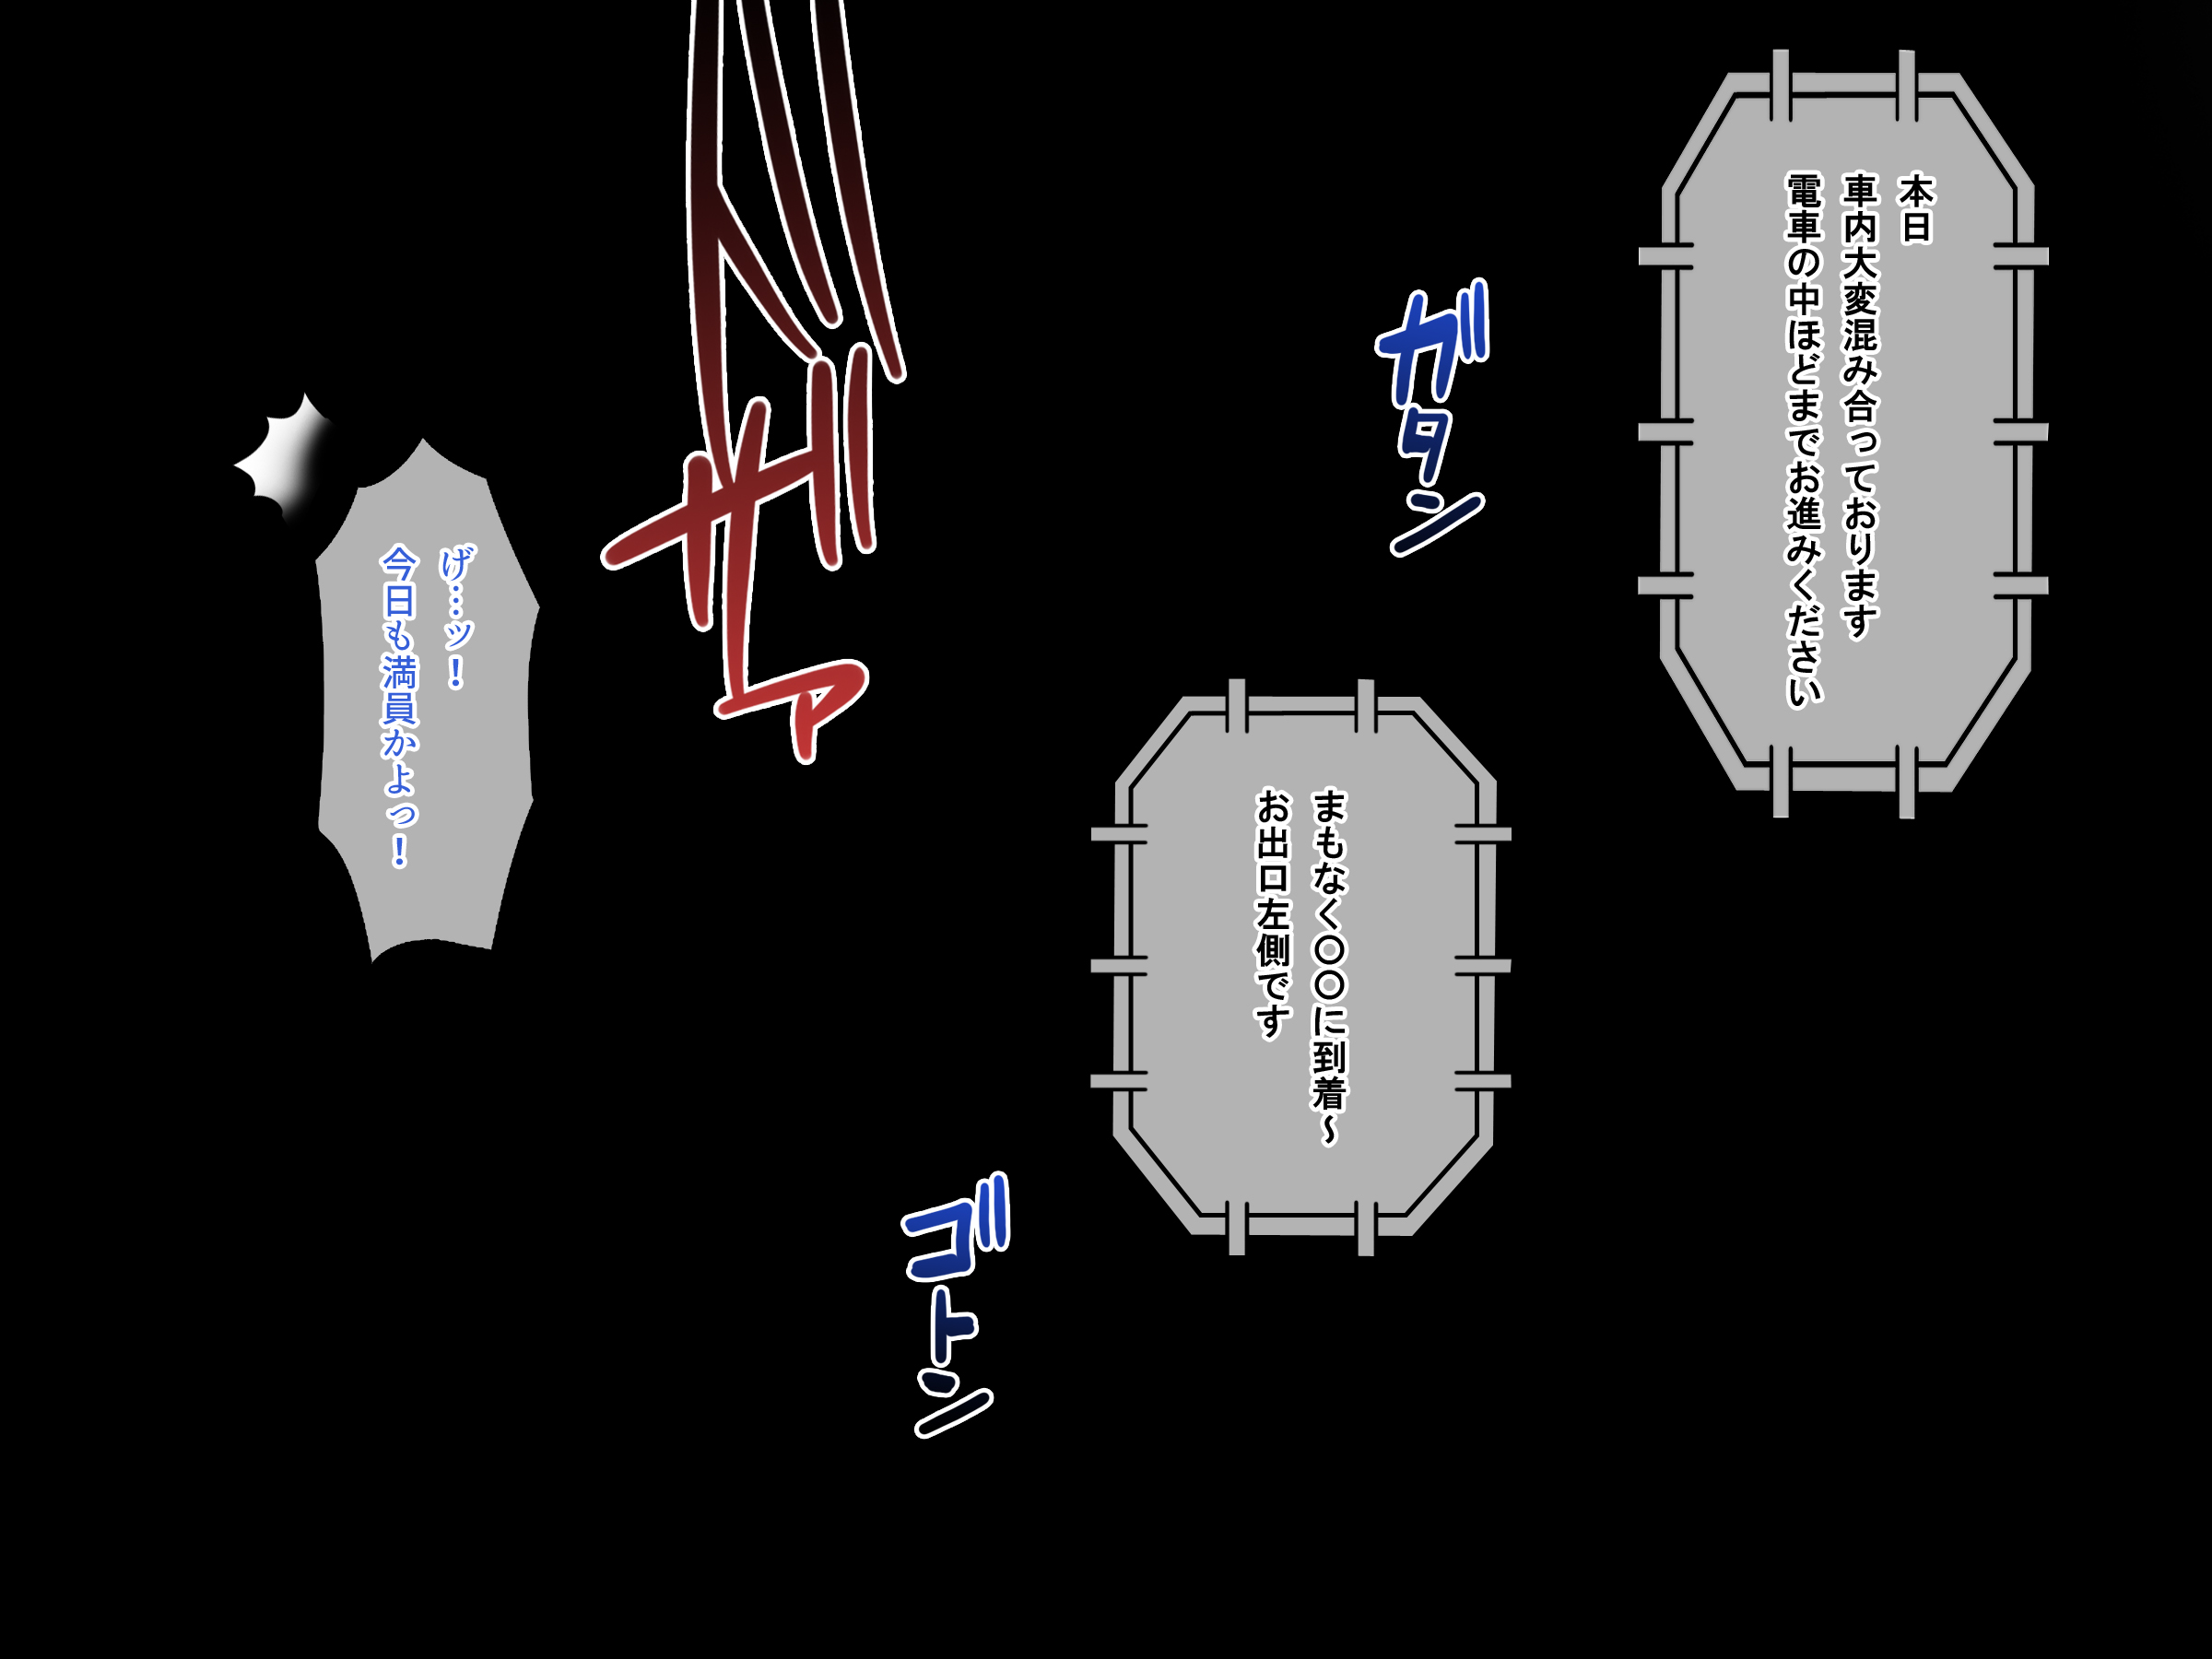 本日
車内大変混み合っております
電車の中ほどまでお進みください
ガタン
まもなく〇〇に到着～
お出口左側です
ゴトン
げ…ッ！
今日も満員かよっ！